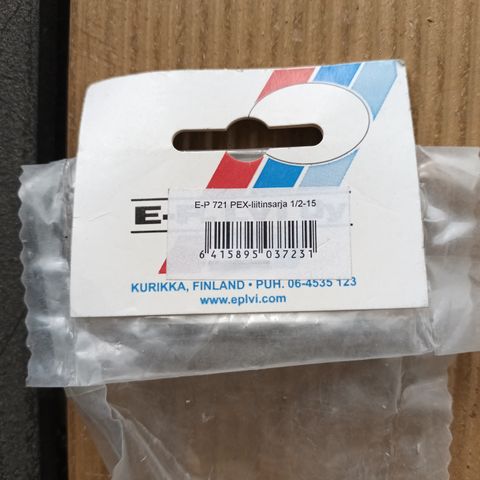 E-P 721 PEX-liitinsarja 1/2-15
6 415895 037231
KURIKKA, FINLAND • PUH. 06-4535 123
www.eplvi.com